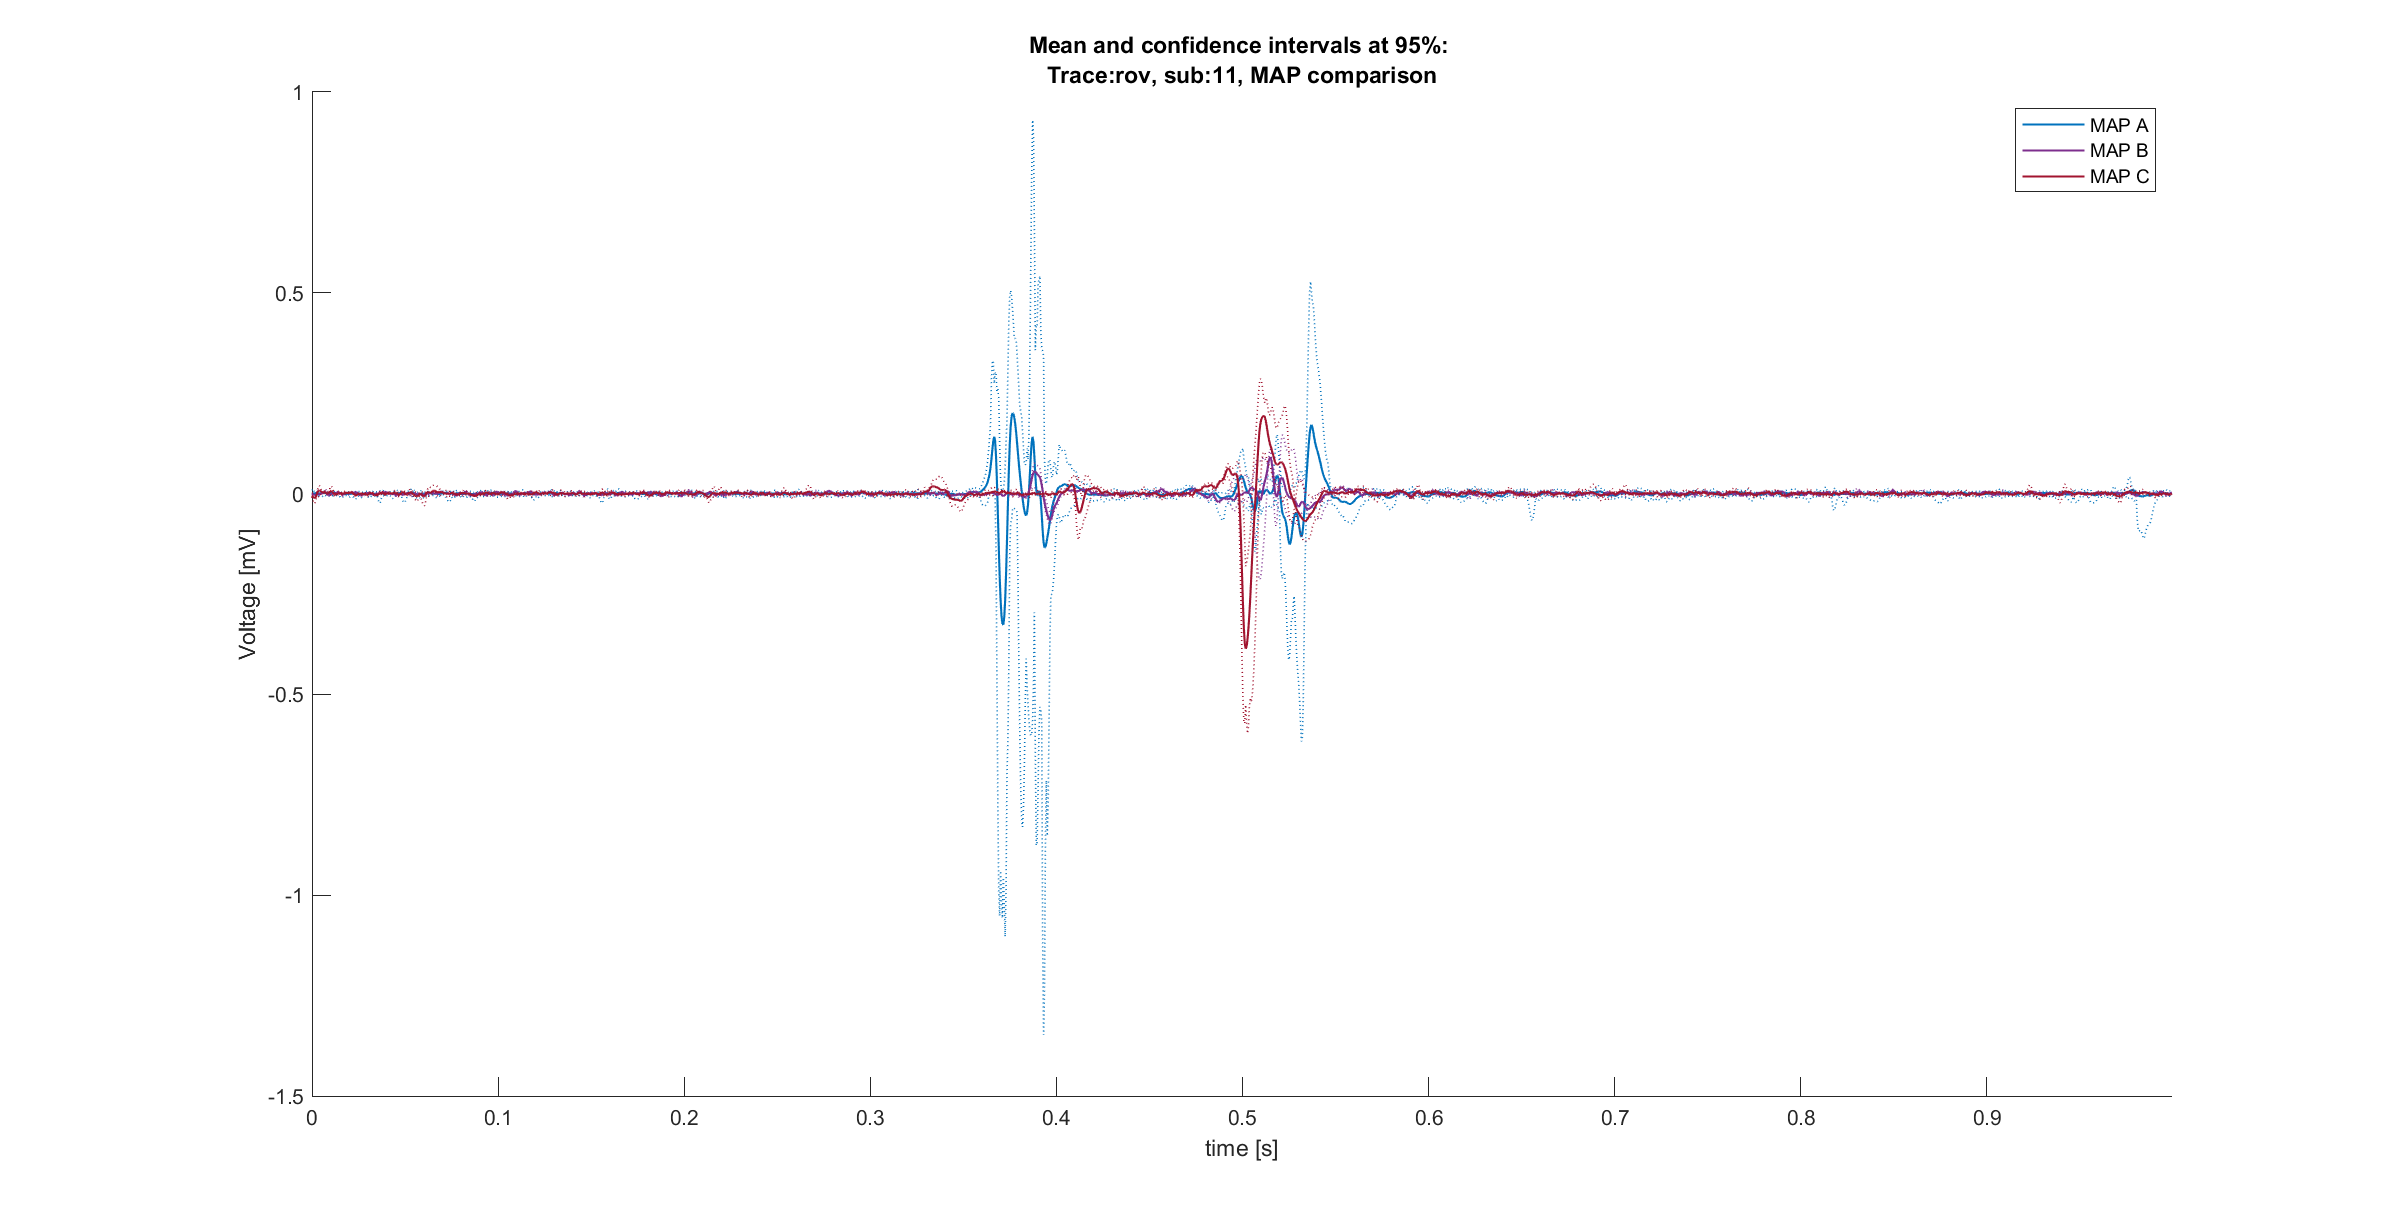 Mean and confidence intervals at 95%:
Trace:rov, sub:11, MAP comparison
MAP A
MAP B
MAP C
1
0.5
0
-0.5
-1
-1.5
Voltage [mV]
0
0.1
0.2
0.3
0.4
0.5
0.6
0.7
0.8
0.9
time [s]